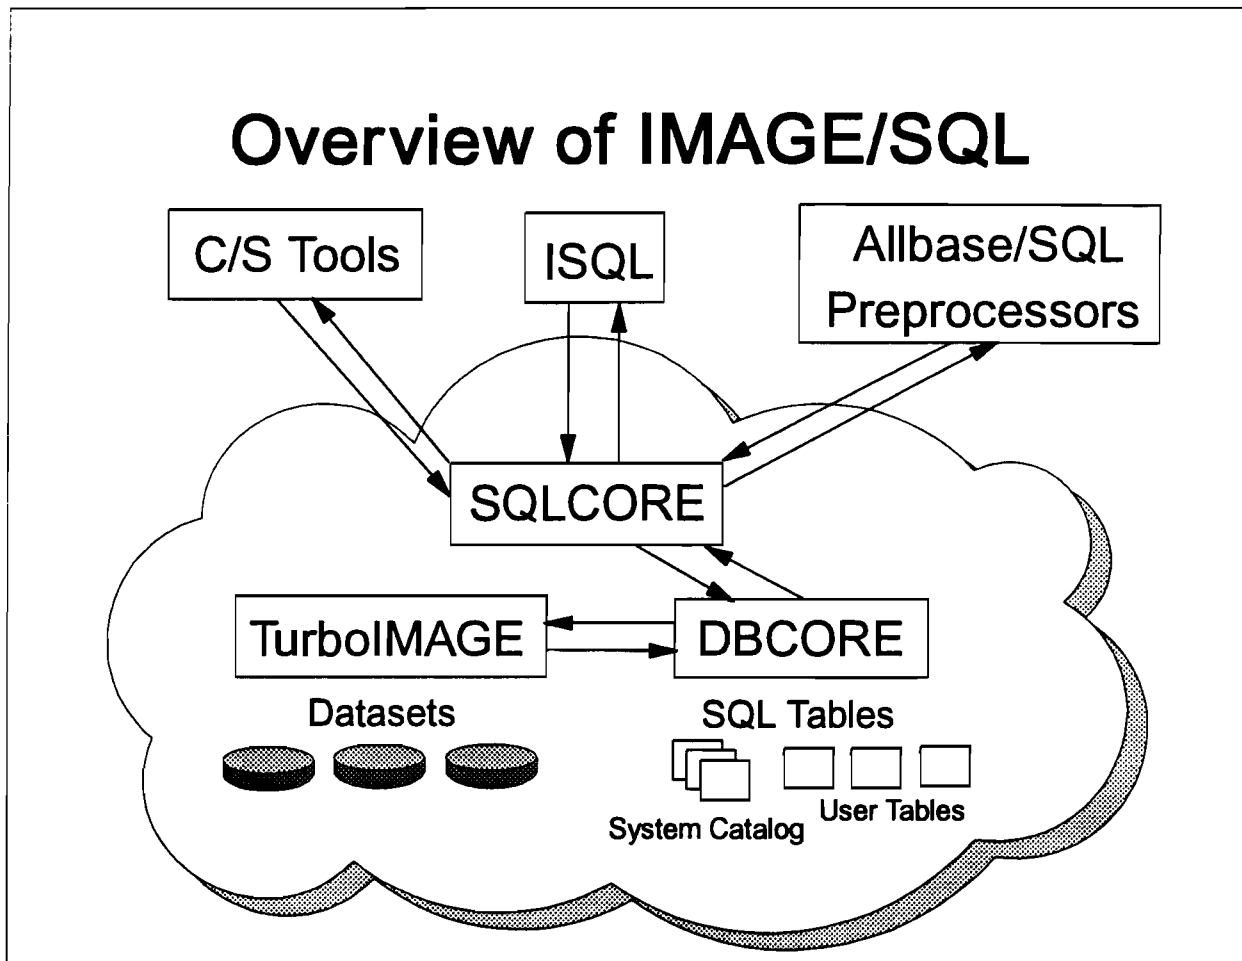 Overview of IMAGE/SQL
C/S Tools
ISQL
Allbase/SQL
Preprocessors
SQLCORE
TurboIMAGE
DBCORE
Datasets
SQL Tables
System Catalog
User Tables